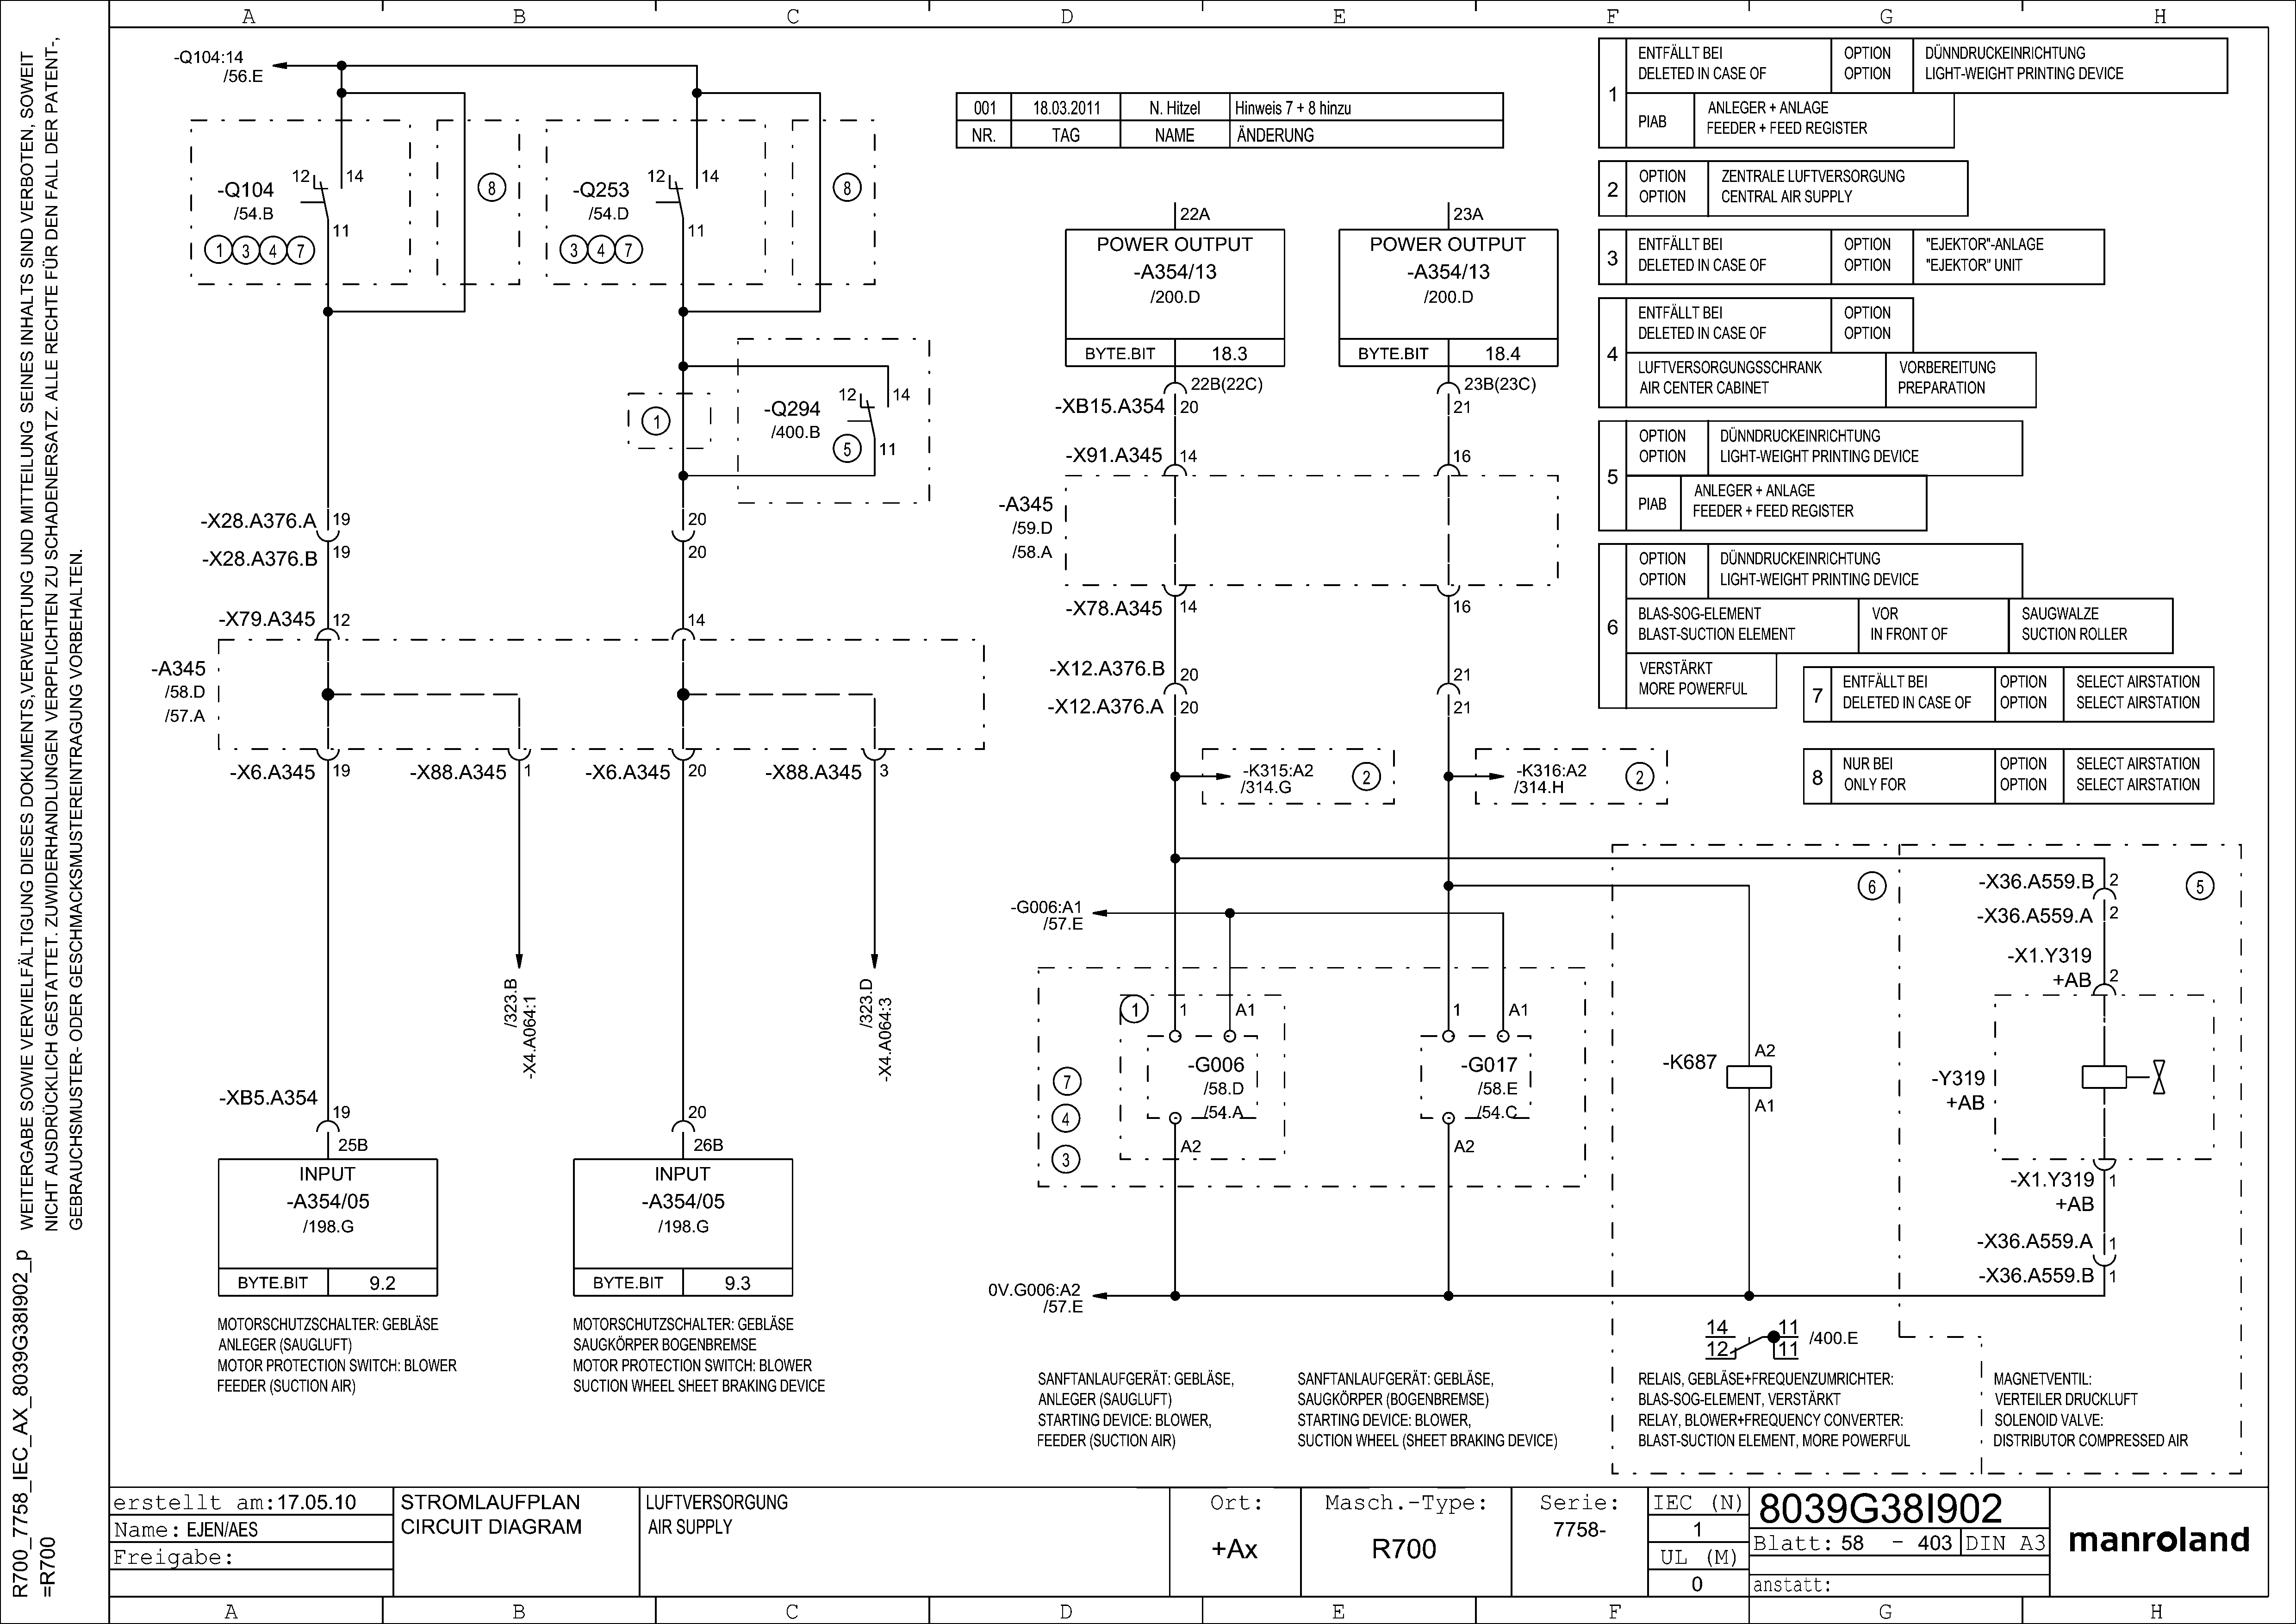 A B C D E F G H
WEITERGABE SOWIE VERVIELFÄLTIGUNG DIESES DOKUMENTS,VERWERTUNG UND MITTEILUNG SEINES INHALTS SIND VERBOTEN, SOWEIT
NICHT AUSDRÜCKLICH GESTATTET. ZUWIDERHANDLUNGEN VERPFLICHTEN ZU SCHADENERSATZ. ALLE RECHTE FÜR DEN FALL DER PATENT-,
GEBRAUCHSMUSTER- ODER GESCHMACKSMUSTEREINTRAGUNG VORBEHALTEN.
R700_7758_IEC_AX_8039G38I902_p
=R700
-Q104:14
/56.E
12 14
-Q104
/54.B
11
1 3 4 7
8
12 14
-Q253
/54.D
11
3 4 7
8
1
12 14
-Q294
/400.B
5 11
-X28.A376.A 19 20
-X28.A376.B 19 20
-X79.A345 12 14
-A345
/58.D
/57.A
-X6.A345 19
-X88.A345 1
-X6.A345 20
-X88.A345 3
/323.B
-X4.A064:1
/323.D
-X4.A064:3
-XB5.A354 19 20
25B 26B
INPUT
-A354/05
/198.G
BYTE.BIT 9.2
INPUT
-A354/05
/198.G
BYTE.BIT 9.3
MOTORSCHUTZSCHALTER: GEBLÄSE
ANLEGER (SAUGLUFT)
MOTOR PROTECTION SWITCH: BLOWER
FEEDER (SUCTION AIR)
MOTORSCHUTZSCHALTER: GEBLÄSE
SAUGKÖRPER BOGENBREMSE
MOTOR PROTECTION SWITCH: BLOWER
SUCTION WHEEL SHEET BRAKING DEVICE
001 18.03.2011 N. Hitzel Hinweis 7 + 8 hinzu
NR. TAG NAME ÄNDERUNG
22A
POWER OUTPUT
-A354/13
/200.D
BYTE.BIT 18.3
22B(22C)
23A
POWER OUTPUT
-A354/13
/200.D
BYTE.BIT 18.4
23B(23C)
-XB15.A354 20 21
-X91.A345 14 16
-A345
/59.D
/58.A
-X78.A345 14 16
-X12.A376.B 20 21
-X12.A376.A 20 21
-K315:A2
/314.G
2
-K316:A2
/314.H
2
-G006:A1
/57.E
1 1 A1
-G006
/58.D
/54.A
A2
1 A1
-G017
/58.E
/54.C
A2
7
4
3
0V.G006:A2
/57.E
6
-K687
A2
A1
14 11
12 11
/400.E
5
-X36.A559.B 2
-X36.A559.A 2
-X1.Y319
+AB 2
-Y319
+AB
-X1.Y319 1
+AB
-X36.A559.A 1
-X36.A559.B 1
SANFTANLAUFGERÄT: GEBLÄSE,
ANLEGER (SAUGLUFT)
STARTING DEVICE: BLOWER,
FEEDER (SUCTION AIR)
SANFTANLAUFGERÄT: GEBLÄSE,
SAUGKÖRPER (BOGENBREMSE)
STARTING DEVICE: BLOWER,
SUCTION WHEEL (SHEET BRAKING DEVICE)
RELAIS, GEBLÄSE+FREQUENZUMRICHTER:
BLAS-SOG-ELEMENT, VERSTÄRKT
RELAY, BLOWER+FREQUENCY CONVERTER:
BLAST-SUCTION ELEMENT, MORE POWERFUL
MAGNETVENTIL:
VERTEILER DRUCKLUFT
SOLENOID VALVE:
DISTRIBUTOR COMPRESSED AIR
1
ENTFÄLLT BEI OPTION DÜNNDRUCKEINRICHTUNG
DELETED IN CASE OF OPTION LIGHT-WEIGHT PRINTING DEVICE
PIAB
ANLEGER + ANLAGE
FEEDER + FEED REGISTER
2
OPTION ZENTRALE LUFTVERSORGUNG
OPTION CENTRAL AIR SUPPLY
3
ENTFÄLLT BEI OPTION "EJEKTOR"-ANLAGE
DELETED IN CASE OF OPTION "EJEKTOR" UNIT
4
ENTFÄLLT BEI OPTION
DELETED IN CASE OF OPTION
LUFTVERSORGUNGSSCHRANK VORBEREITUNG
AIR CENTER CABINET PREPARATION
5
OPTION DÜNNDRUCKEINRICHTUNG
OPTION LIGHT-WEIGHT PRINTING DEVICE
PIAB
ANLEGER + ANLAGE
FEEDER + FEED REGISTER
6
OPTION DÜNNDRUCKEINRICHTUNG
OPTION LIGHT-WEIGHT PRINTING DEVICE
BLAS-SOG-ELEMENT VOR SAUGWALZE
BLAST-SUCTION ELEMENT IN FRONT OF SUCTION ROLLER
VERSTÄRKT
MORE POWERFUL
7
ENTFÄLLT BEI OPTION SELECT AIRSTATION
DELETED IN CASE OF OPTION SELECT AIRSTATION
8
NUR BEI OPTION SELECT AIRSTATION
ONLY FOR OPTION SELECT AIRSTATION
erstellt am:17.05.10
Name: EJEN/AES
Freigabe:
STROMLAUFPLAN
CIRCUIT DIAGRAM
LUFTVERSORGUNG
AIR SUPPLY
Ort:
+Ax
Masch.-Type:
R700
Serie:
7758-
IEC (N)
1
UL (M)
0
8039G38I902
Blatt: 58 - 403 DIN A3
anstatt:
manroland
A B C D E F G H